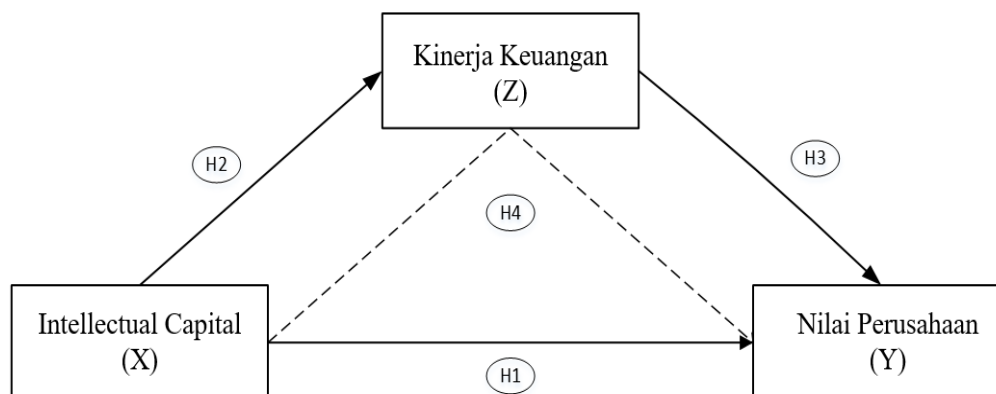 Kinerja Keuangan
(Z)
H2
H3
H4
Intellectual Capital
(X)
Nilai Perusahaan
(Y)
H1